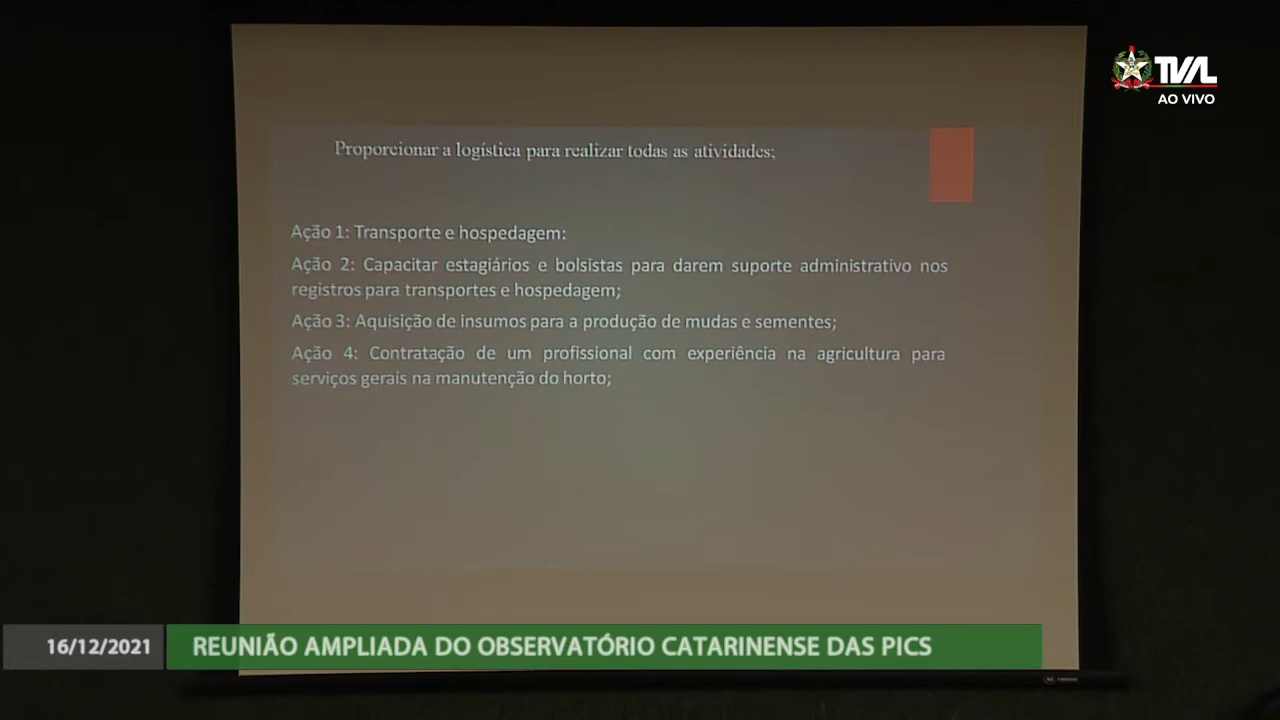 TVAL
AO VIVO
Proporcionar a logística para realizar todas as atividades;
Ação 1: Transporte e hospedagem:
Ação 2: Capacitar estagiários e bolsistas para darem suporte administrativo nos
registros para transportes e hospedagem;
Ação 3: Aquisição de insumos para a produção de mudas e sementes;
Ação 4: Contratação de um profissional com experiência na agricultura para
serviços gerais na manutenção do horto;
16/12/2021
REUNIÃO AMPLIADA DO OBSERVATÓRIO CATARINENSE DAS PICS